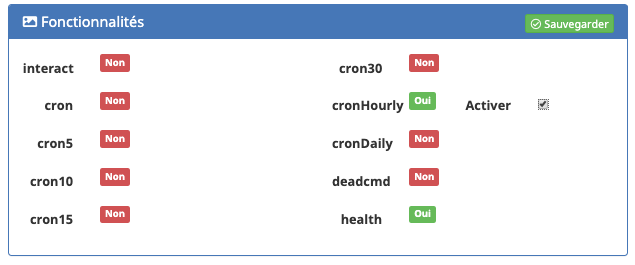 Fonctionnalités
Sauvegarder
interact Non cron30 Non
cron Non cronHourly Oui Activer
cron5 Non cronDaily Non
cron10 Non deadcmd Non
cron15 Non health Oui